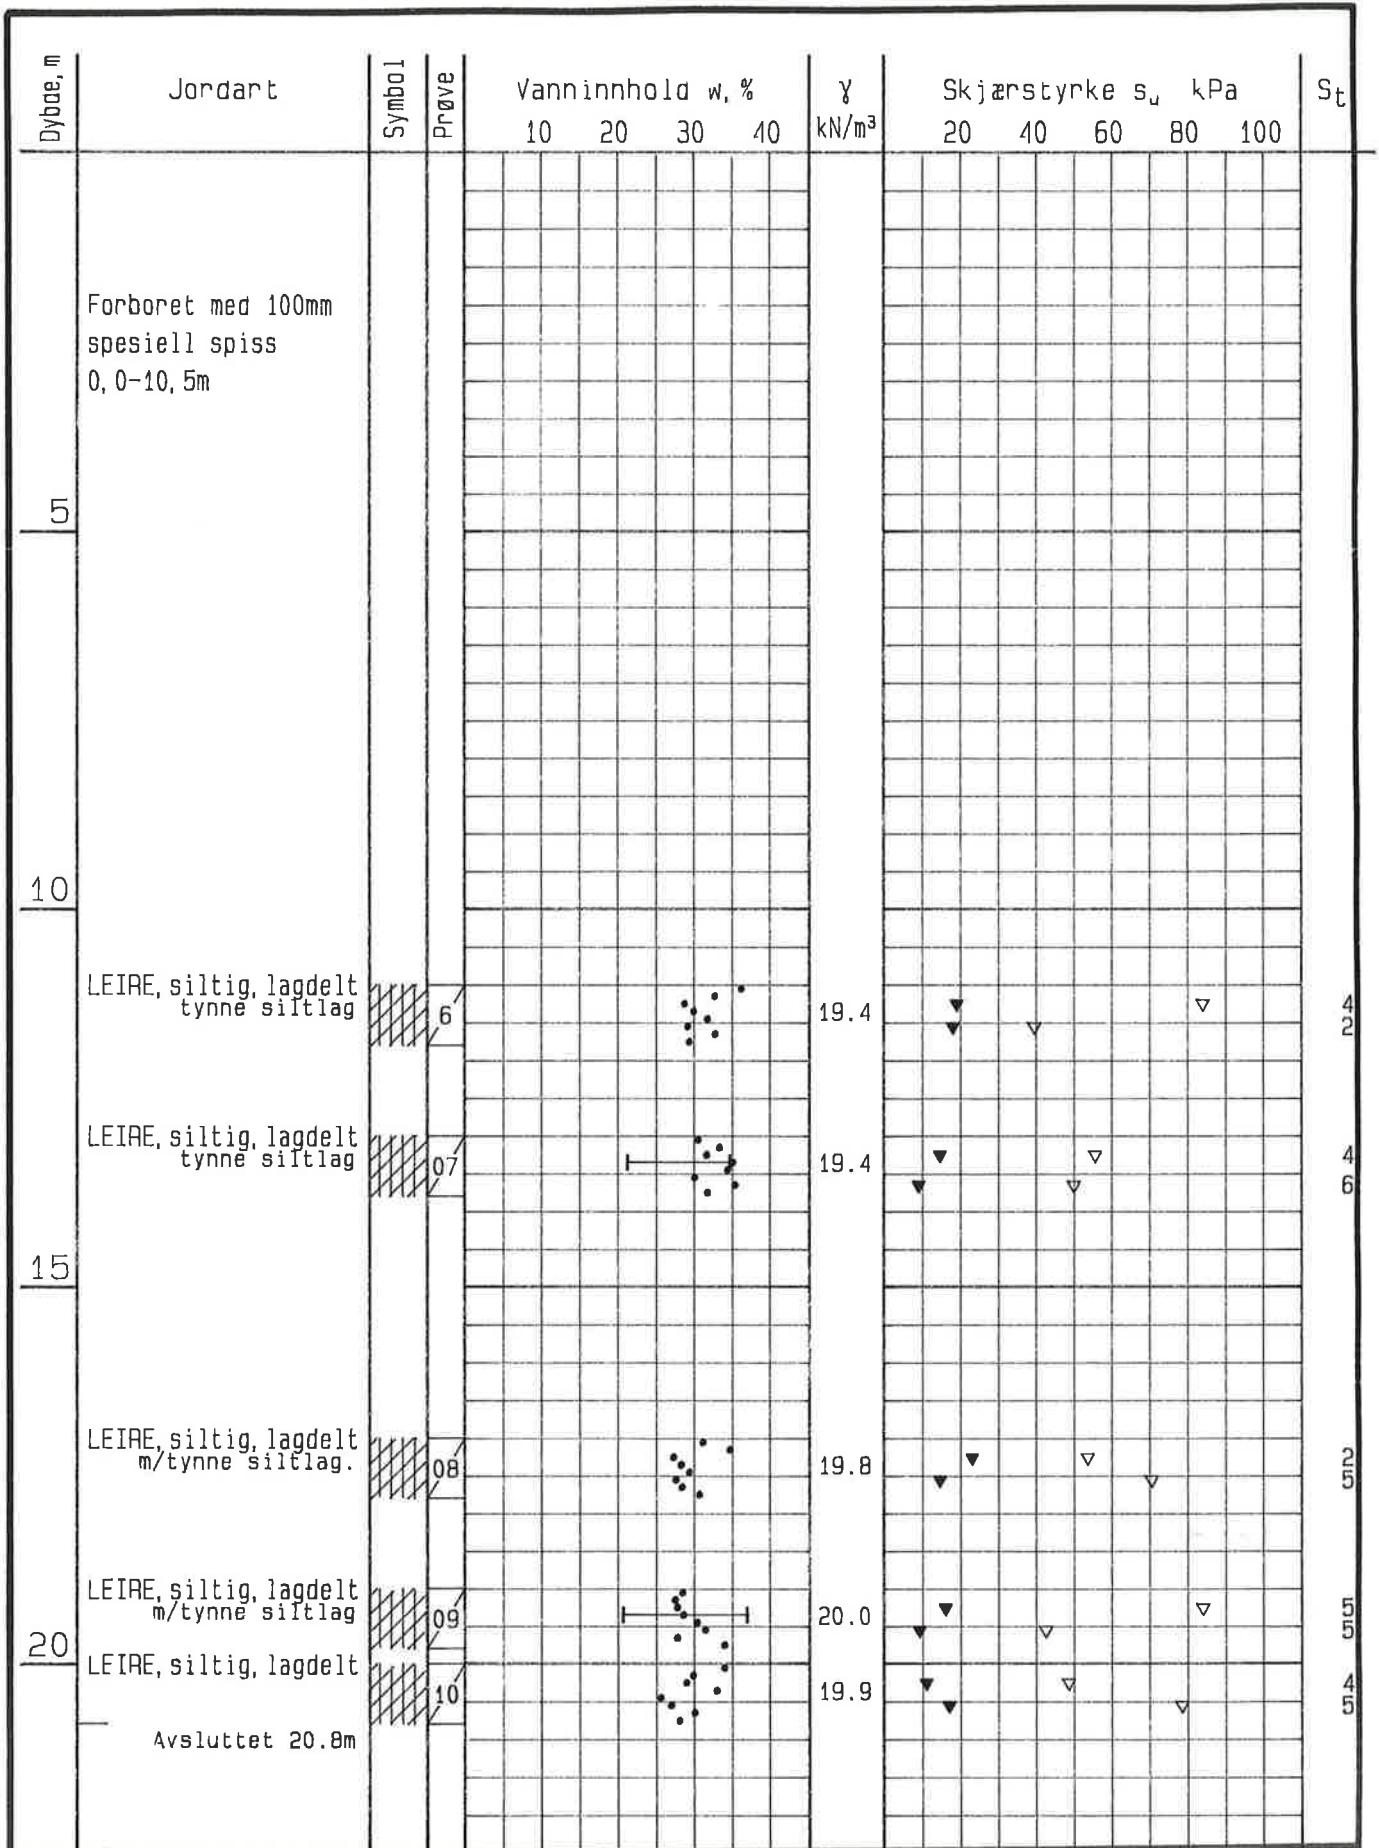 Dybde, m
Jordart
Symbol
Prøve
Vanninnhold w, %
10 20 30 40
γ
kN/m³
Skjærstyrke su kPa
20 40 60 80 100
St
Forboret med 100mm
spesiell spiss
0,0-10,5m
5
10
LEIRE, siltig, lagdelt
tynne siltlag
6
19.4
4
2
LEIRE, siltig, lagdelt
tynne siltlag
07
19.4
4
6
15
LEIRE, siltig, lagdelt
m/tynne siltlag.
08
19.8
2
5
LEIRE, siltig, lagdelt
m/tynne siltlag
09
20.0
5
5
20
LEIRE, siltig, lagdelt
10
19.9
4
5
Avsluttet 20.8m